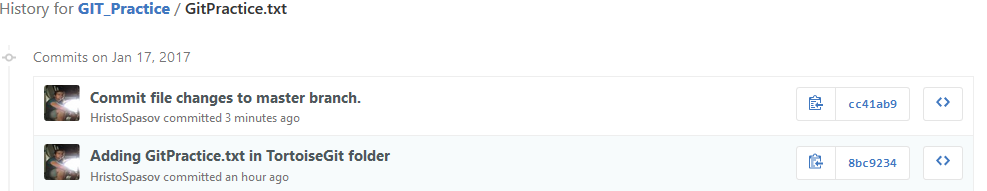 History for GIT_Practice / GitPractice.txt
Commits on Jan 17, 2017
Commit file changes to master branch.
HristoSpasov committed 3 minutes ago
cc41ab9
Adding GitPractice.txt in TortoiseGit folder
HristoSpasov committed an hour ago
8bc9234